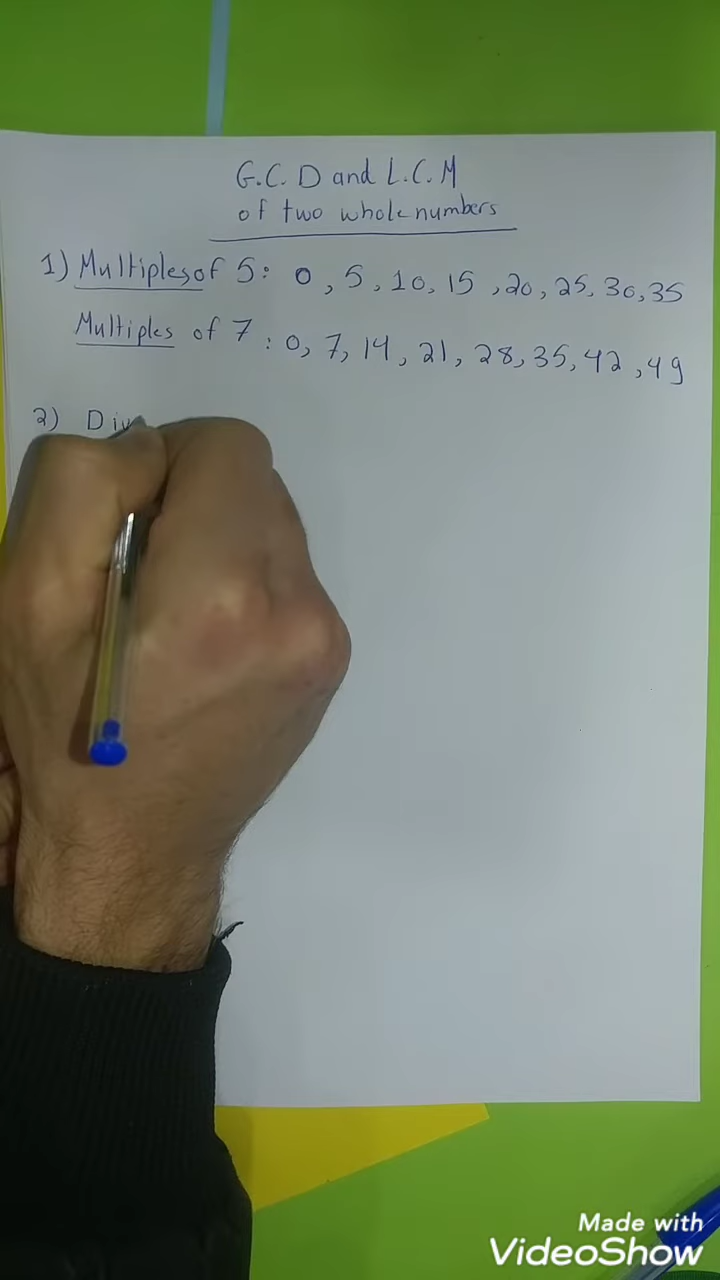 G.C.D and L.C.M
of two whole numbers
1) Multiples of 5: 0, 5, 10, 15, 20, 25, 30, 35
Multiples of 7: 0, 7, 14, 21, 28, 35, 42, 49
2) Div
Made with
VideoShow